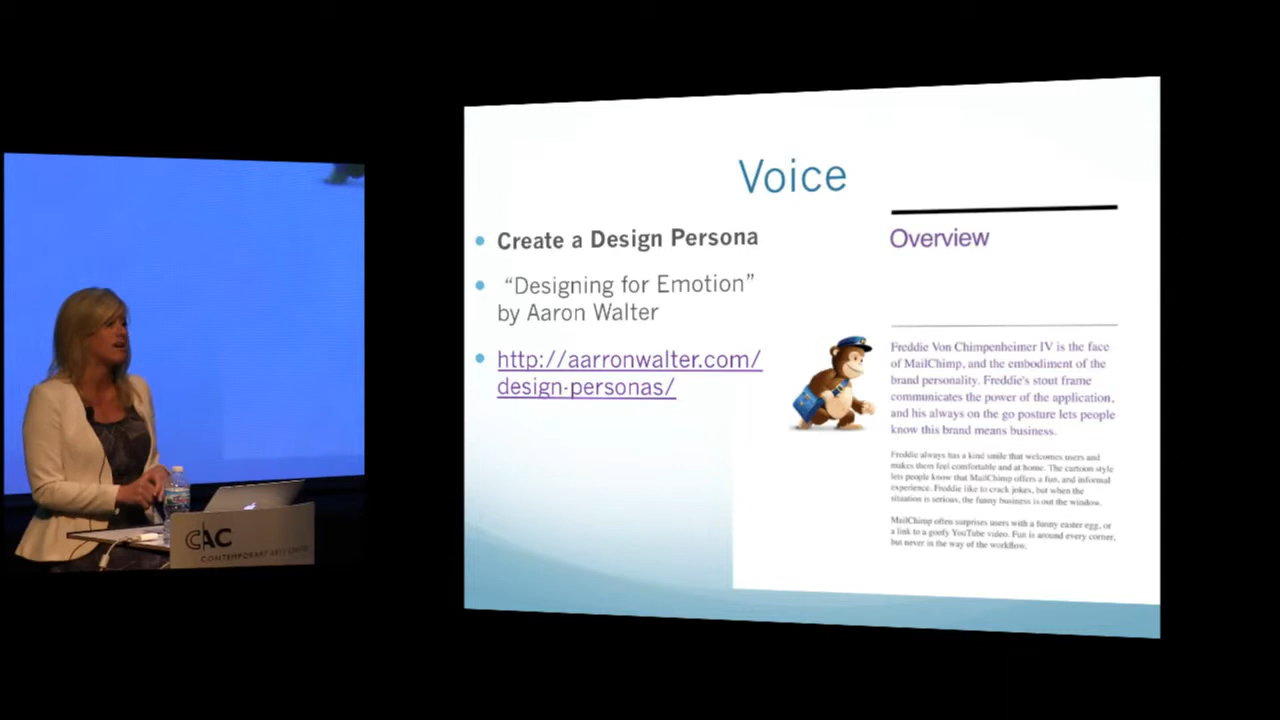 Voice
Create a Design Persona
“Designing for Emotion”
by Aaron Walter
http://aarronwalter.com/
design-personas/
Overview
Freddie Von Chimpenheimer IV is the face
of MailChimp, and the embodiment of the
brand personality. Freddie's stout frame
communicates the power of the application,
and his always on the go posture lets people
know this brand means business.
Freddie always has a kind smile that welcomes users and
makes them feel comfortable and at home. The cartoon style
lets people know that MailChimp offers a fun, and informal
experience. Freddie like to crack jokes, but when the
situation is serious, the funny business is out the window.
MailChimp often surprises users with a funny easter egg, or
a link to a goofy YouTube video. Fun is around every corner,
but never in the way of the workflow.
CAC
CONTEMPORARY ARTS CENTER